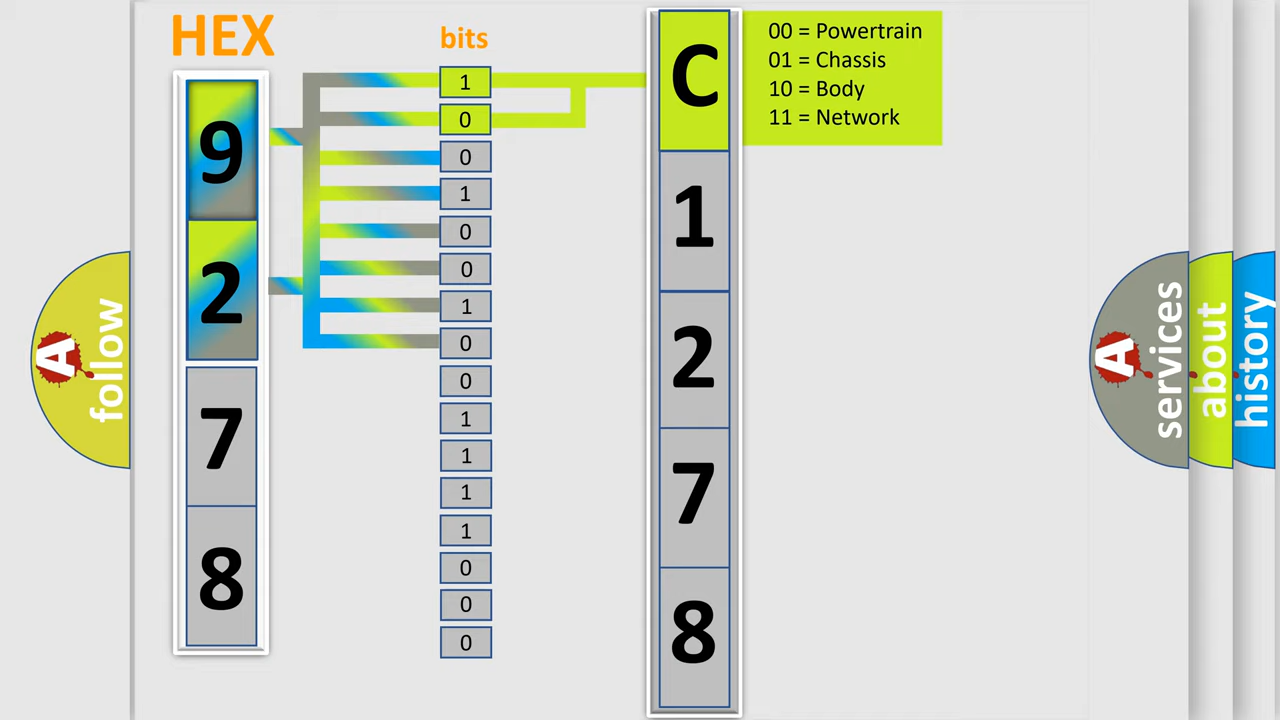 HEX
9
2
7
8
bits
1
0
0
1
0
0
1
0
0
1
1
1
1
0
0
0
C
1
2
7
8
00 = Powertrain
01 = Chassis
10 = Body
11 = Network
A
follow
A
services
about
history